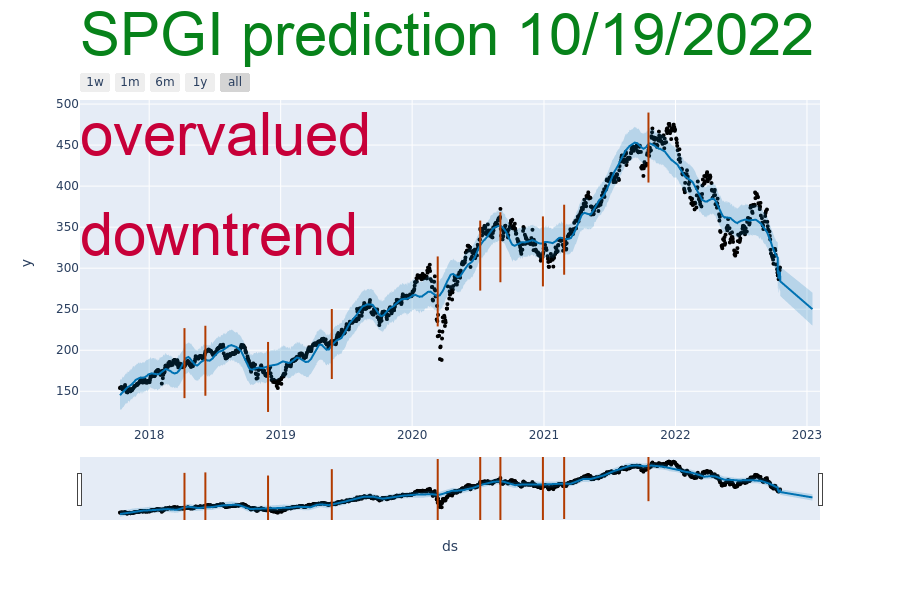 SPGI prediction 10/19/2022
1w 1m 6m 1y all
500
overvalued
450
400
downtrend
350
y
300
250
200
150
2018 2019 2020 2021 2022 2023
ds